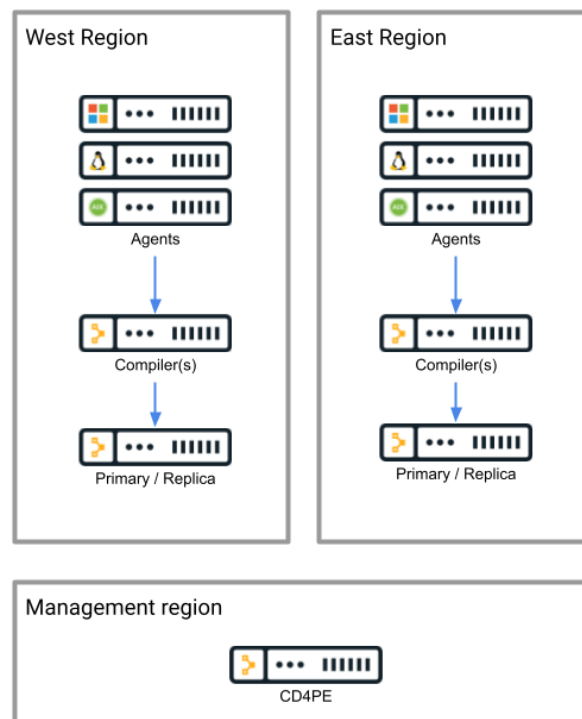 West Region
Agents
Compiler(s)
Primary / Replica
East Region
Agents
Compiler(s)
Primary / Replica
Management region
CD4PE